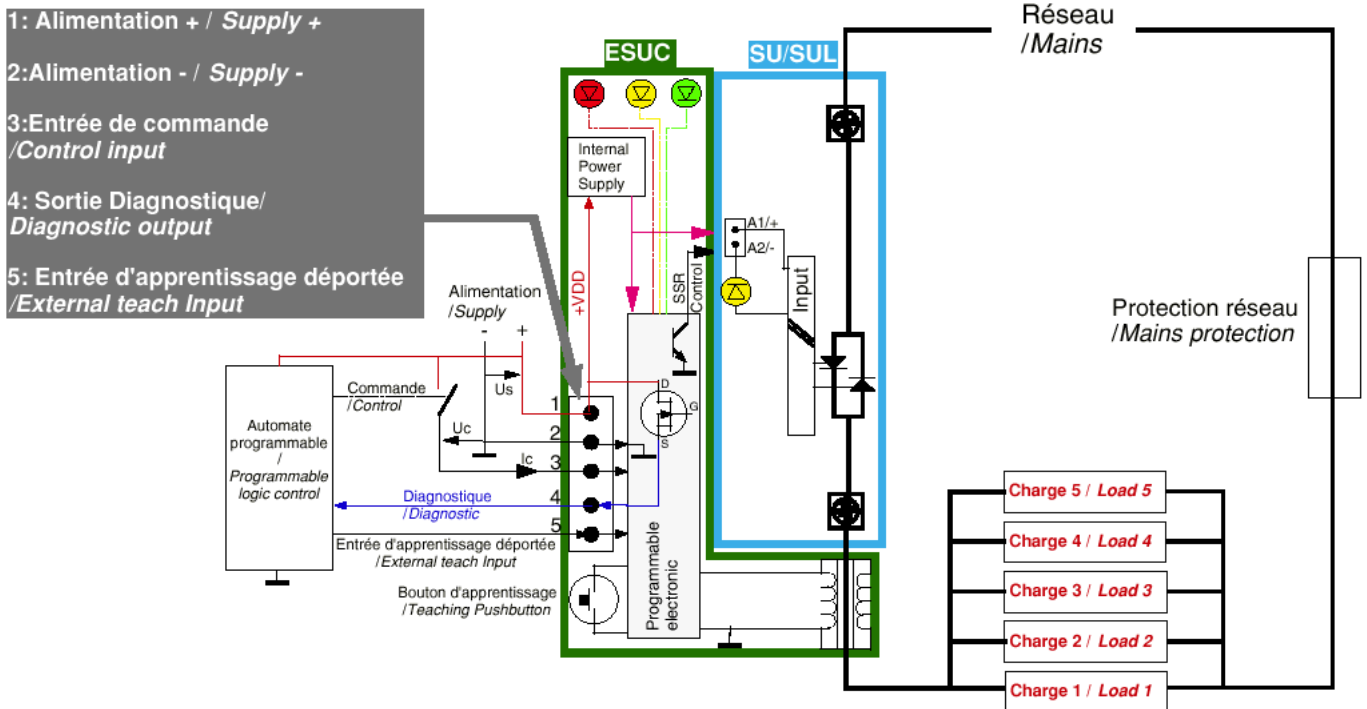 1: Alimentation + / Supply +
2:Alimentation - / Supply -
3:Entrée de commande
/Control input
4: Sortie Diagnostique/
Diagnostic output
5: Entrée d'apprentissage déportée
/External teach Input
ESUC
SU/SUL
Réseau
/Mains
Internal
Power
Supply
A1/+
A2/-
+VDD
SSR
Control
Input
Alimentation
/Supply
- +
Us
Protection réseau
/Mains protection
Commande
/Control
Uc
Ic
Automate
programmable
/
Programmable
logic control
1
2
3
4
5
D
G
S
Diagnostique
/Diagnostic
Entrée d'apprentissage déportée
/External teach Input
Bouton d'apprentissage
/Teaching Pushbutton
Programmable
electronic
Charge 5 / Load 5
Charge 4 / Load 4
Charge 3 / Load 3
Charge 2 / Load 2
Charge 1 / Load 1